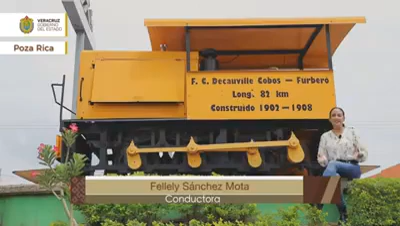 VERACRUZ
GOBIERNO
DEL ESTADO
Poza Rica
F. C. Decauville Cobos — Furbero
Long. 82 km
Construido 1902 — 1908
Fellely Sánchez Mota
Conductora